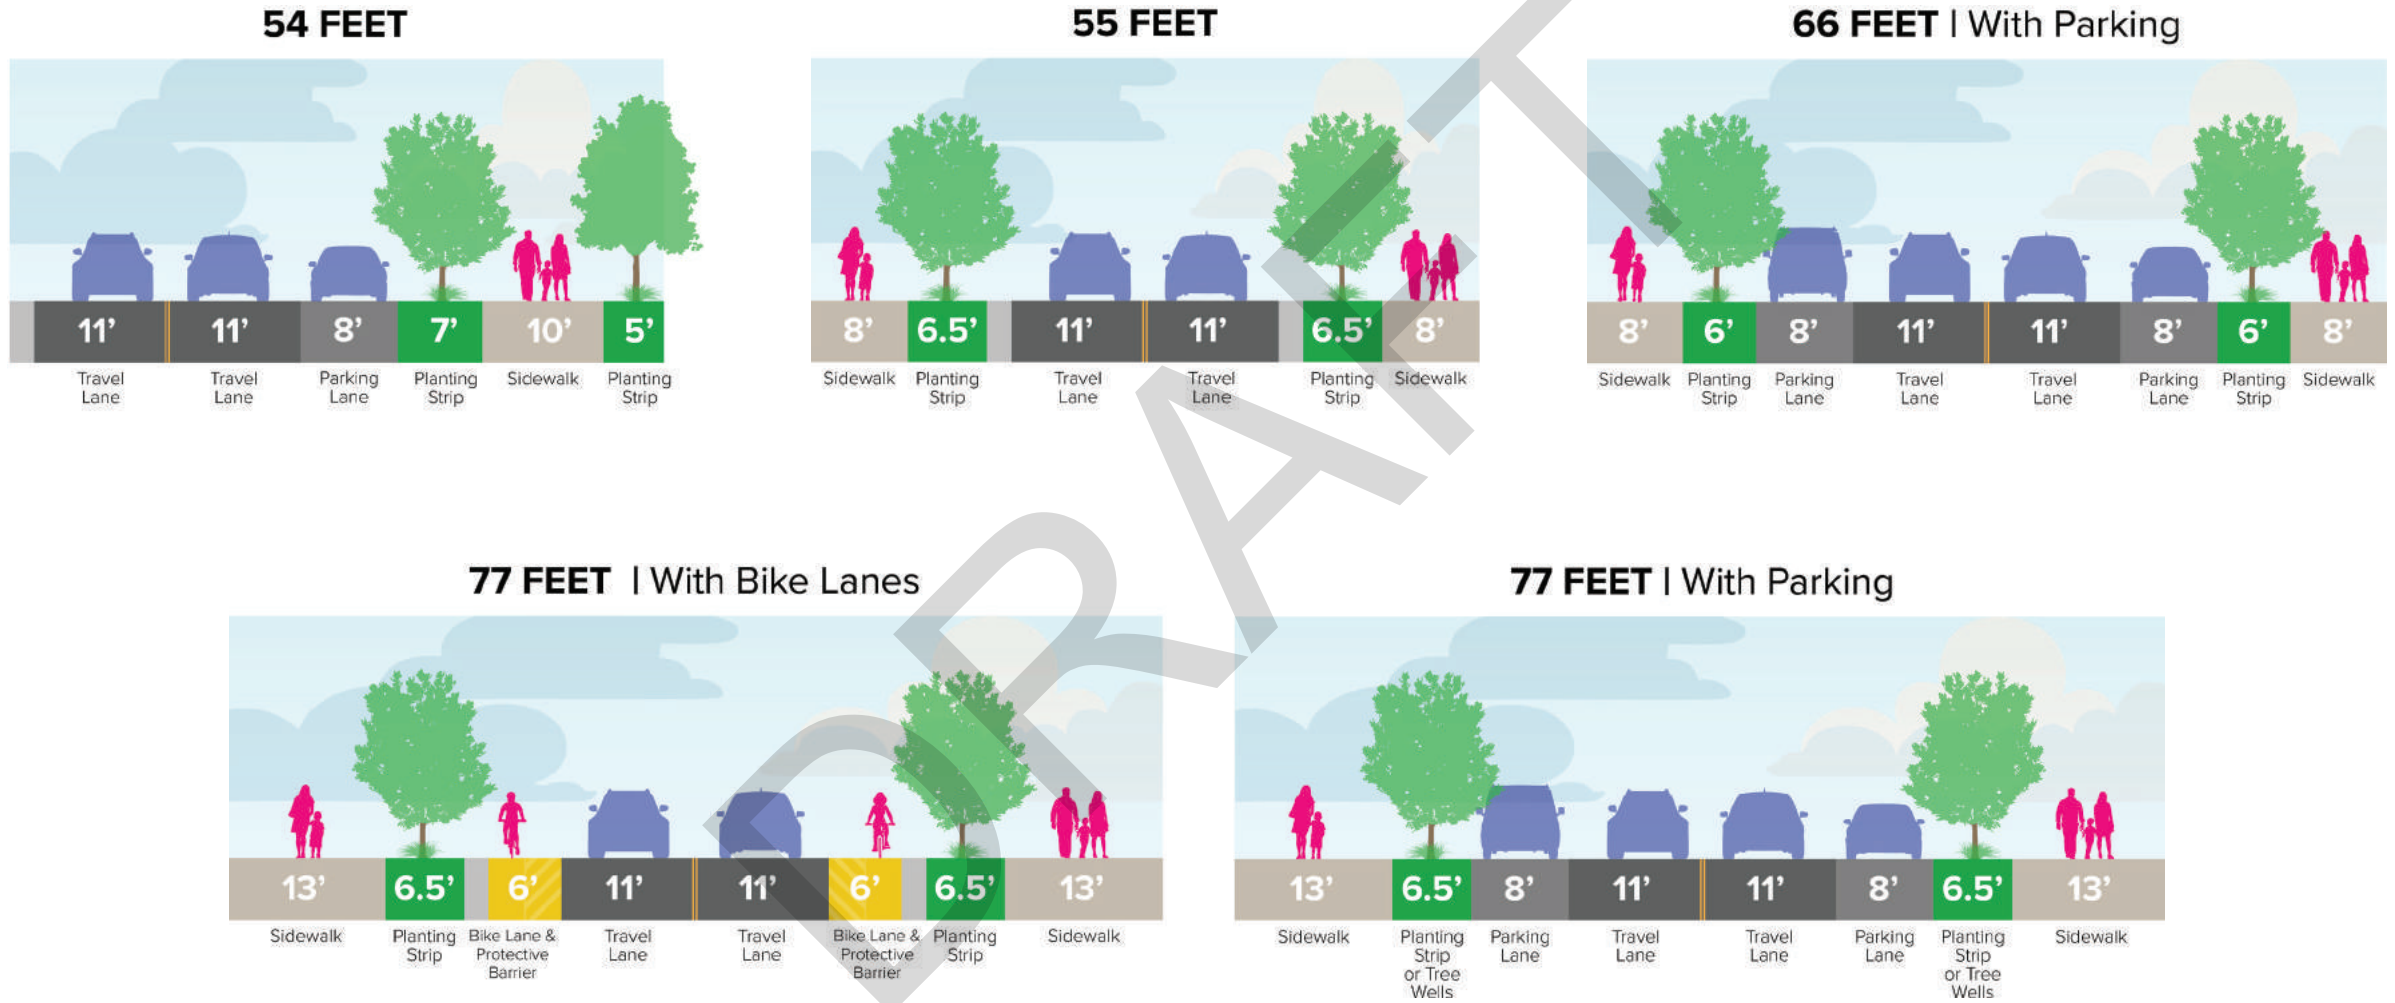 54 FEET
11’ 11’ 8’ 7’ 10’ 5’
Travel Lane
Travel Lane
Parking Lane
Planting Strip
Sidewalk
Planting Strip
55 FEET
8’ 6.5’ 11’ 11’ 6.5’ 8’
Sidewalk
Planting Strip
Travel Lane
Travel Lane
Planting Strip
Sidewalk
66 FEET | With Parking
8’ 6’ 8’ 11’ 11’ 8’ 6’ 8’
Sidewalk
Planting Strip
Parking Lane
Travel Lane
Travel Lane
Parking Lane
Planting Strip
Sidewalk
77 FEET | With Bike Lanes
13’ 6.5’ 6’ 11’ 11’ 6’ 6.5’ 13’
Sidewalk
Planting Strip
Bike Lane & Protective Barrier
Travel Lane
Travel Lane
Bike Lane & Protective Barrier
Planting Strip
Sidewalk
77 FEET | With Parking
13’ 6.5’ 8’ 11’ 11’ 8’ 6.5’ 13’
Sidewalk
Planting Strip or Tree Wells
Parking Lane
Travel Lane
Travel Lane
Parking Lane
Planting Strip or Tree Wells
Sidewalk
DRAFT